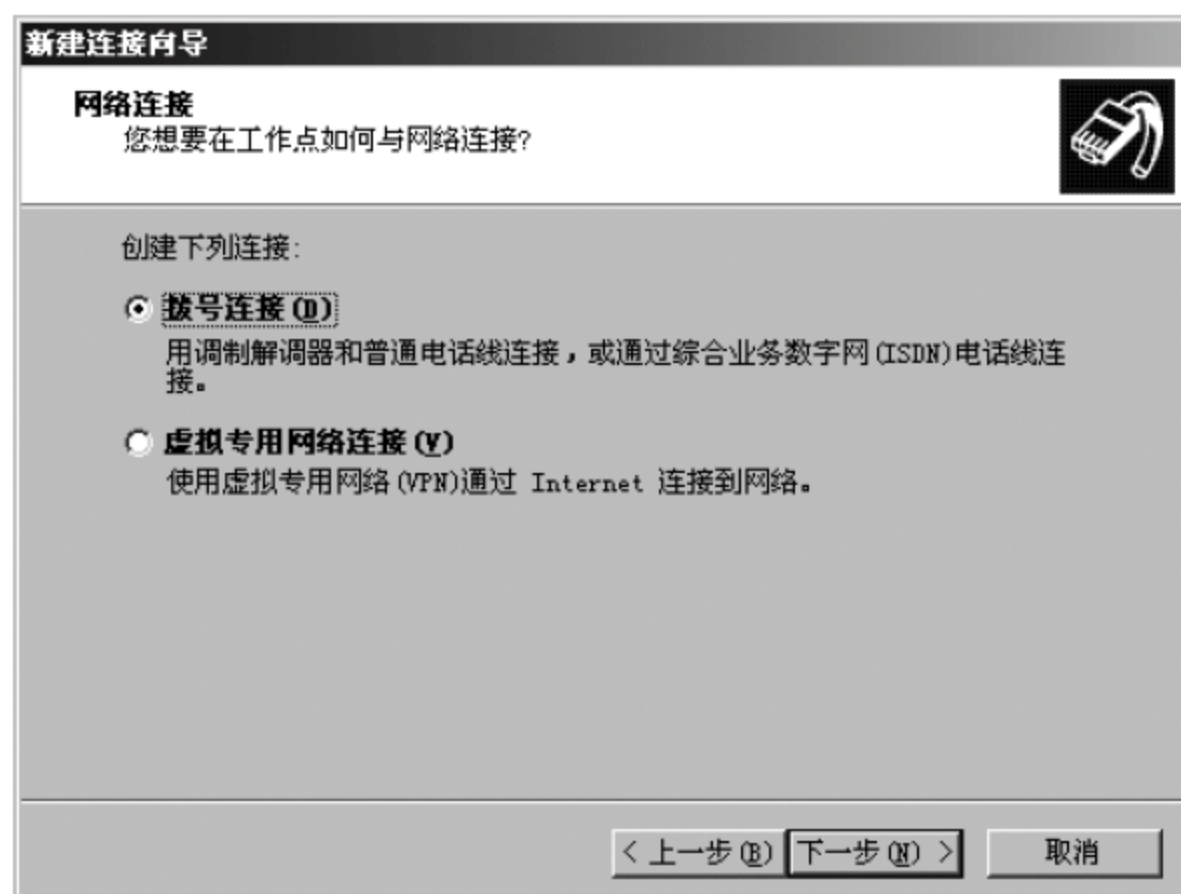 新建连接向导
网络连接
您想要在工作点如何与网络连接?
创建下列连接:
拨号连接(D)
用调制解调器和普通电话线连接，或通过综合业务数字网(ISDN)电话线连
接。
虚拟专用网络连接(V)
使用虚拟专用网络(VPN)通过 Internet 连接到网络。
< 上一步(B) 下一步(N) > 取消